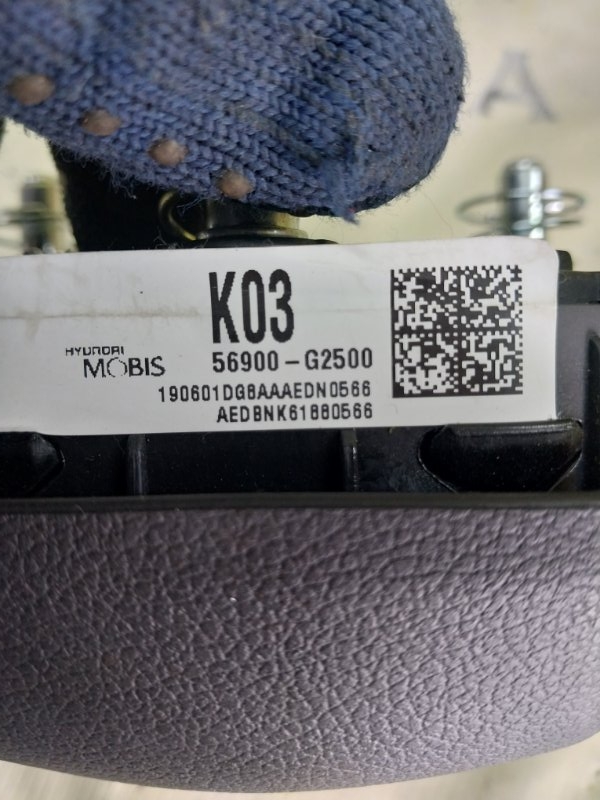 K03
HYUNDAI
MOBIS
56900-G2500
190601DG8AAAEDN0566
AEDBNK61880566
A